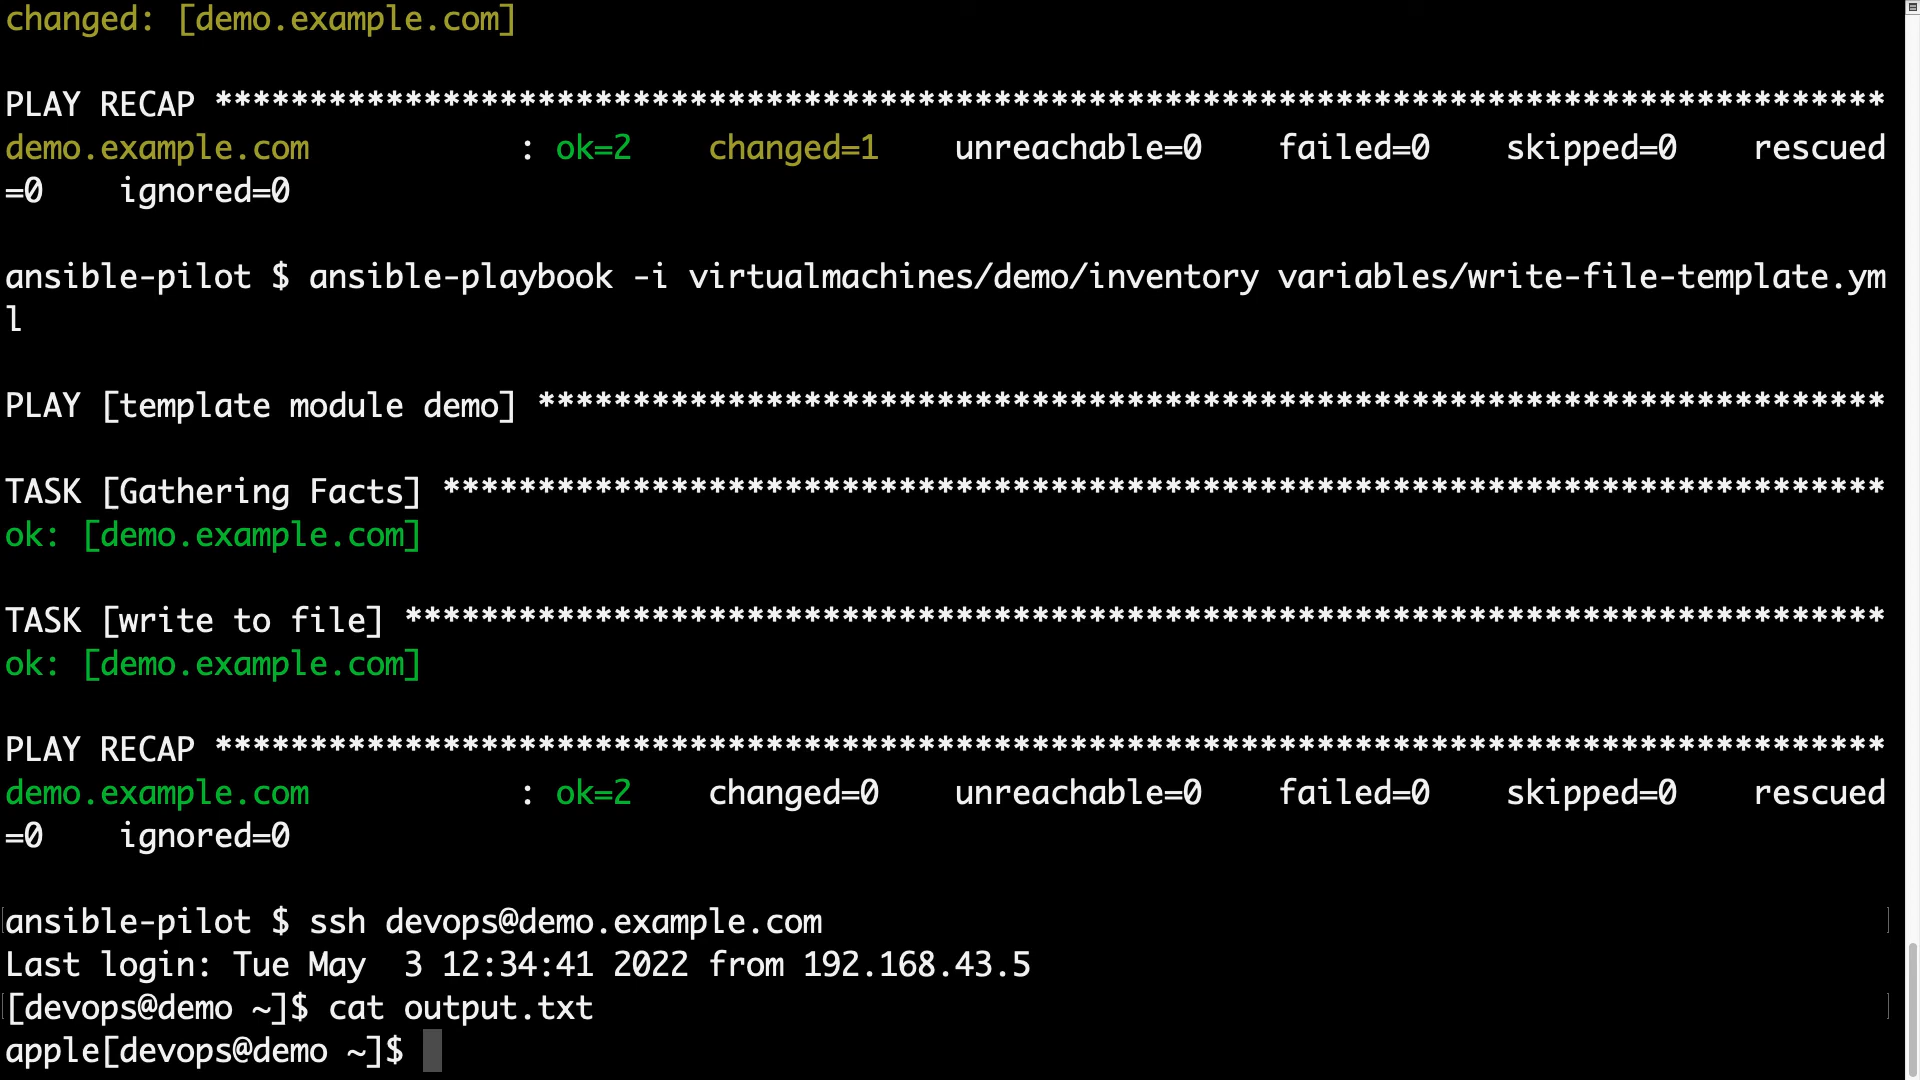 changed: [demo.example.com]
PLAY RECAP ****************************************************************************************
demo.example.com           : ok=2    changed=1    unreachable=0    failed=0    skipped=0    rescued
=0    ignored=0
ansible-pilot $ ansible-playbook -i virtualmachines/demo/inventory variables/write-file-template.ym
l
PLAY [template module demo] ***********************************************************************
TASK [Gathering Facts] ****************************************************************************
ok: [demo.example.com]
TASK [write to file] ******************************************************************************
ok: [demo.example.com]
PLAY RECAP ****************************************************************************************
demo.example.com           : ok=2    changed=0    unreachable=0    failed=0    skipped=0    rescued
=0    ignored=0
ansible-pilot $ ssh devops@demo.example.com
Last login: Tue May  3 12:34:41 2022 from 192.168.43.5
[devops@demo ~]$ cat output.txt
apple[devops@demo ~]$